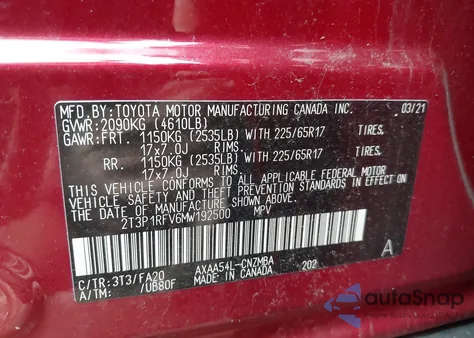 MFD.BY:TOYOTA MOTOR MANUFACTURING CANADA INC. 03/21
GVWR:2090KG (4610LB)
GAWR:FRT. 1150KG (2535LB) WITH 225/65R17 TIRES.
17x7.0J RIMS
RR. 1150KG (2535LB) WITH 225/65R17 TIRES.
17x7.0J RIMS
THIS VEHICLE CONFORMS TO ALL APPLICABLE FEDERAL MOTOR
VEHICLE SAFETY AND THEFT PREVENTION STANDARDS IN
EFFECT ON THE DATE OF MANUFACTURE SHOWN ABOVE.
2T3P1RFV6MW192500 MPV
A
C/TR:3T3/FA20 AXAA54L-CNZMBA 202
A/TM: /UB80F MADE IN CANADA
autoSnap